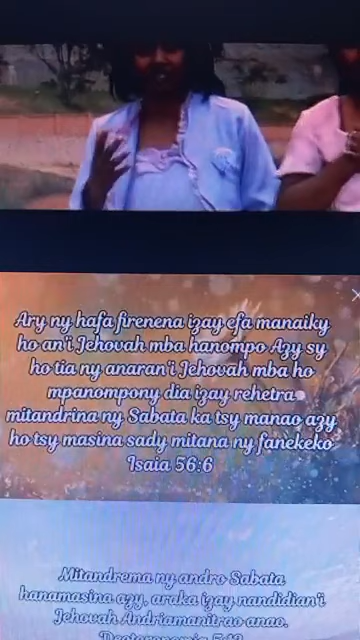 Ary ny hafa firenena izay efa manaiky
ho an'i Jehovah mba hanompo Azy sy
ho tia ny anaran'i Jehovah mba ho
mpanompony dia izay rehetra
mitandrina ny Sabata ka tsy manao azy
ho tsy masina sady mitana ny fanekeko
Isaia 56:6
Mitandrema ny andro Sabata
hanamasina azy, araka izay nandidian'i
Jehovah Andriamanitrao anao.